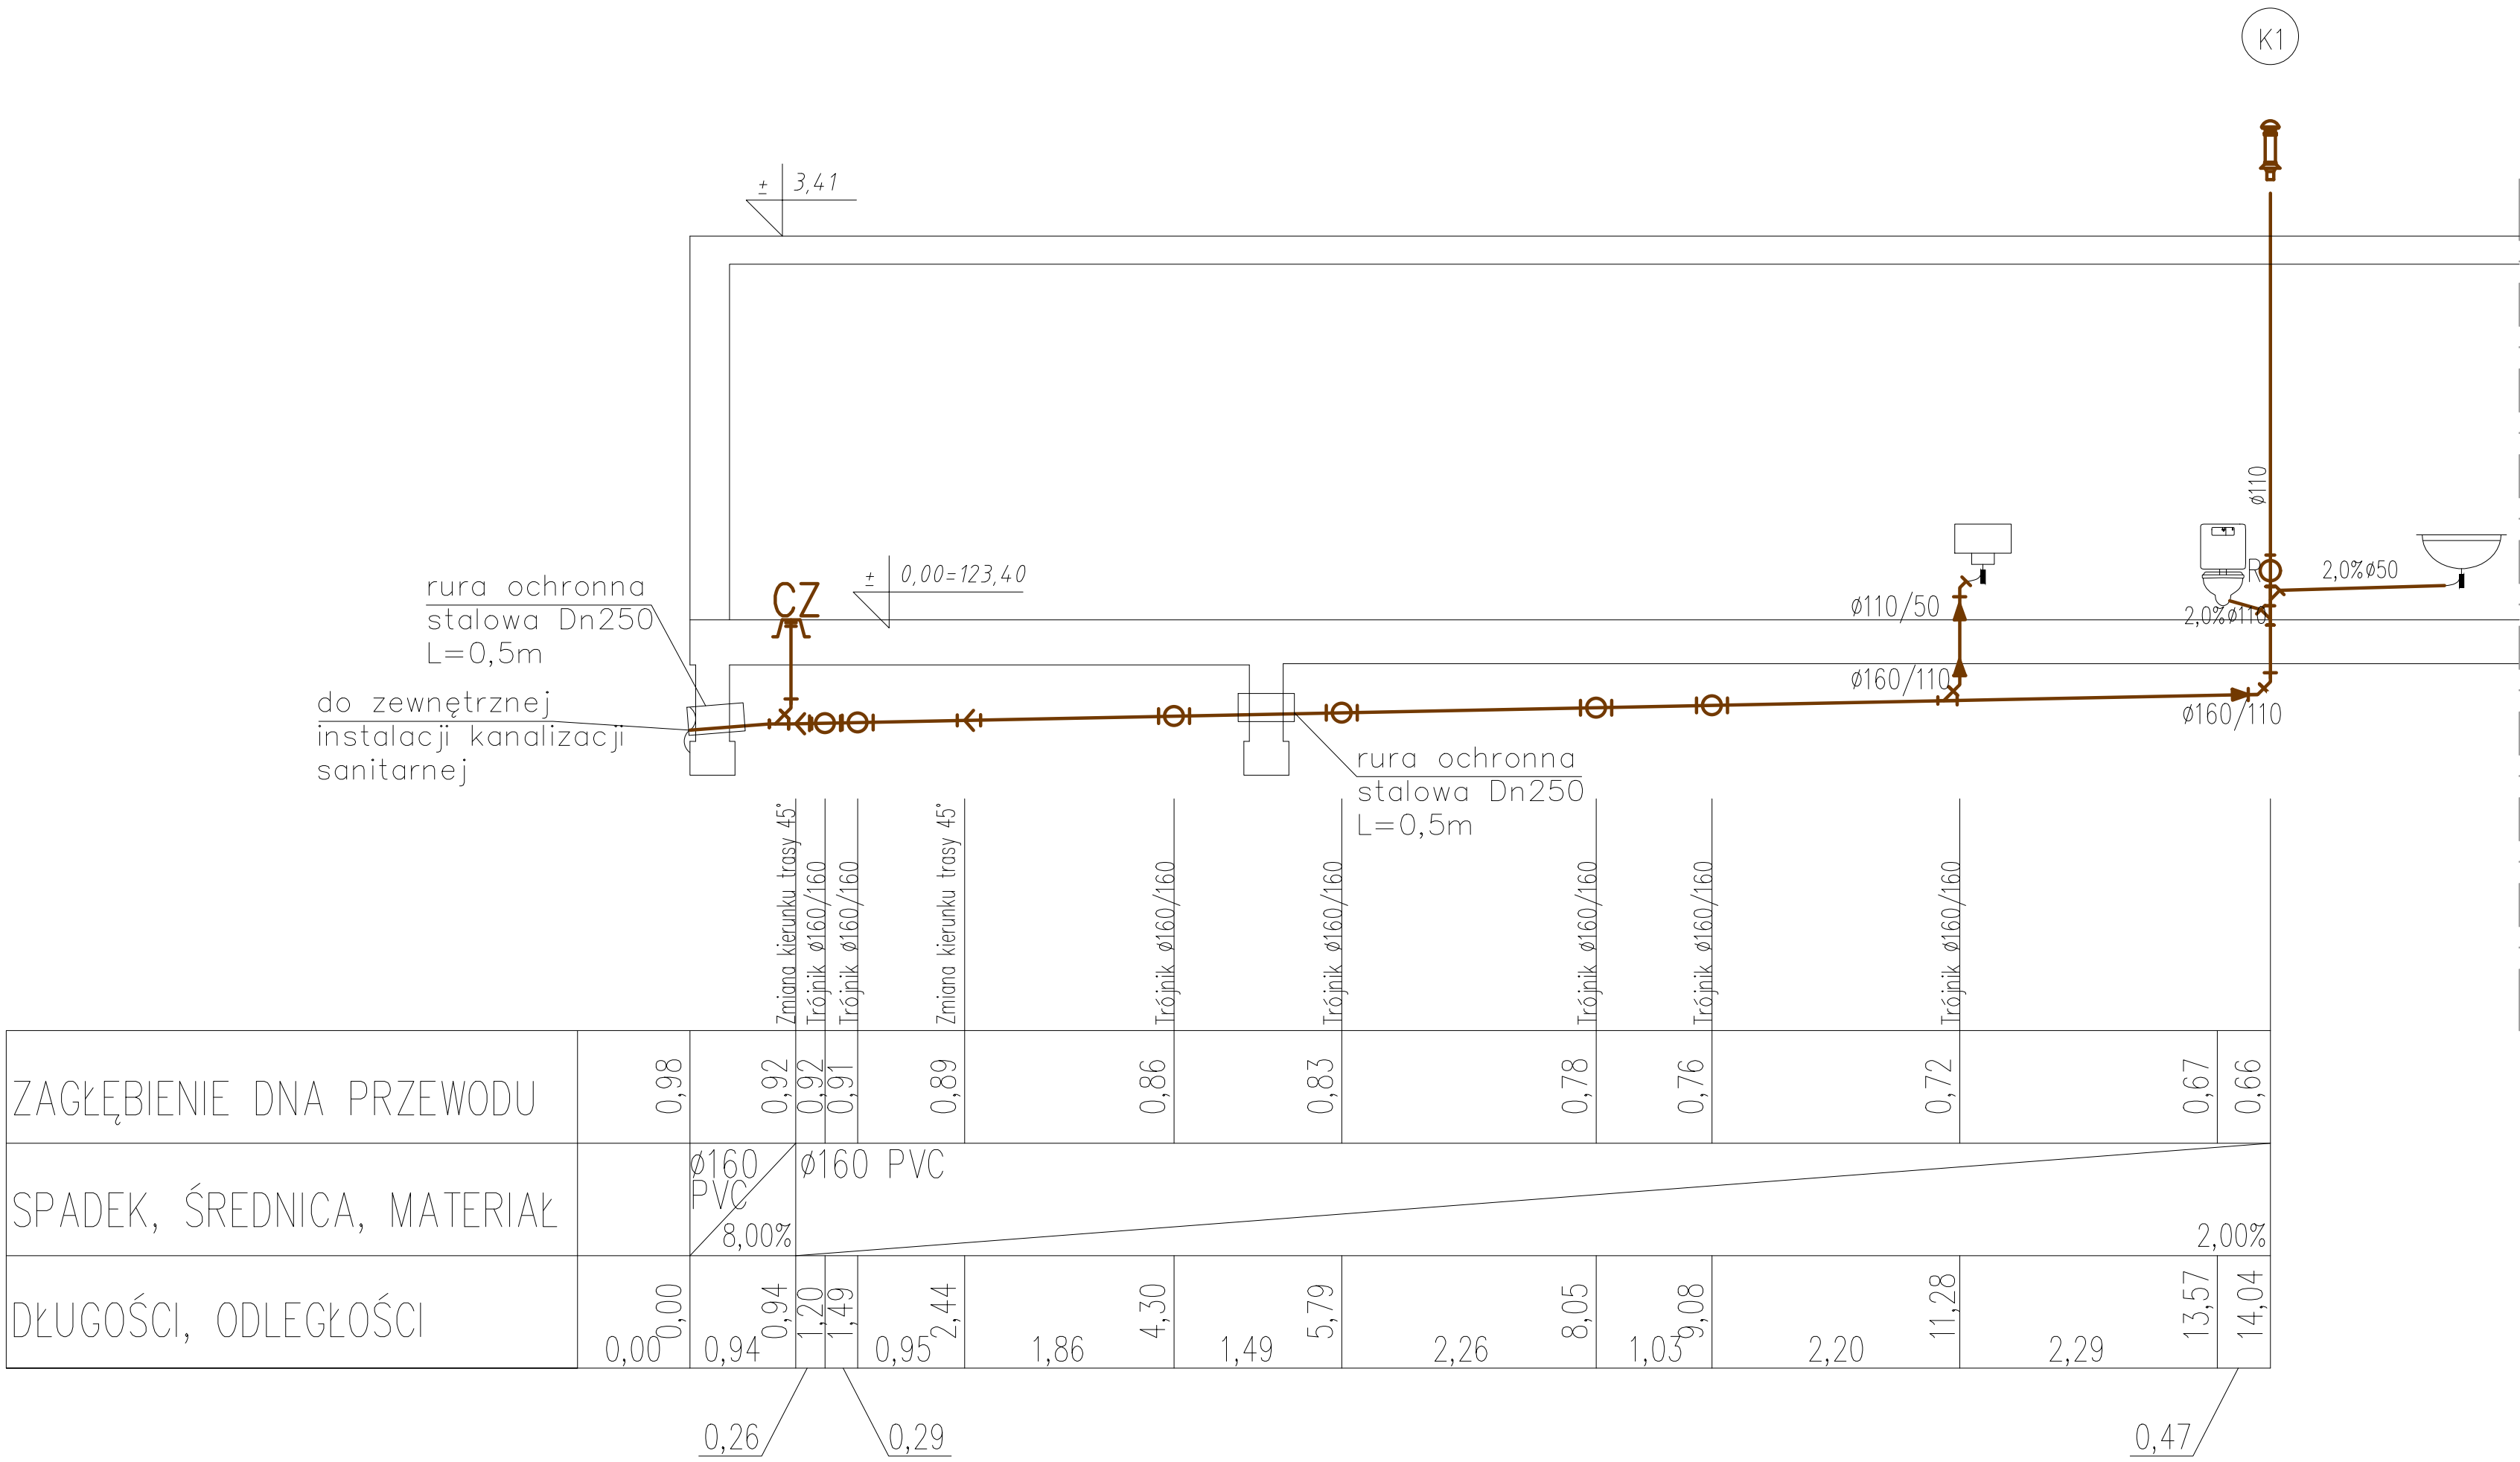 K1
± 3,41
ø110
rura ochronna
stalowa Dn250
L=0,5m
CZ
± 0,00=123,40
ø110/50
R
2,0%ø50
2,0%ø110
do zewnętrznej
instalacji kanalizacji
sanitarnej
ø160/110
ø160/110
rura ochronna
stalowa Dn250
L=0,5m
Zmiana kierunku trasy 45°
Trójnik ø160/160
Trójnik ø160/160
Zmiana kierunku trasy 45°
Trójnik ø160/160
Trójnik ø160/160
Trójnik ø160/160
Trójnik ø160/160
Trójnik ø160/160
ZAGŁĘBIENIE DNA PRZEWODU
0,98 0,92 0,92 0,91 0,89 0,86 0,83 0,78 0,76 0,72 0,67 0,66
SPADEK, ŚREDNICA, MATERIAŁ
ø160
PVC
8,00%
ø160 PVC
2,00%
DŁUGOŚCI, ODLEGŁOŚCI
0,00 0,94 1,20 1,49 2,44 4,30 5,79 8,05 9,08 11,28 13,57 14,04
0,00 0,94 0,95 1,86 1,49 2,26 1,03 2,20 2,29
0,26 0,29 0,47